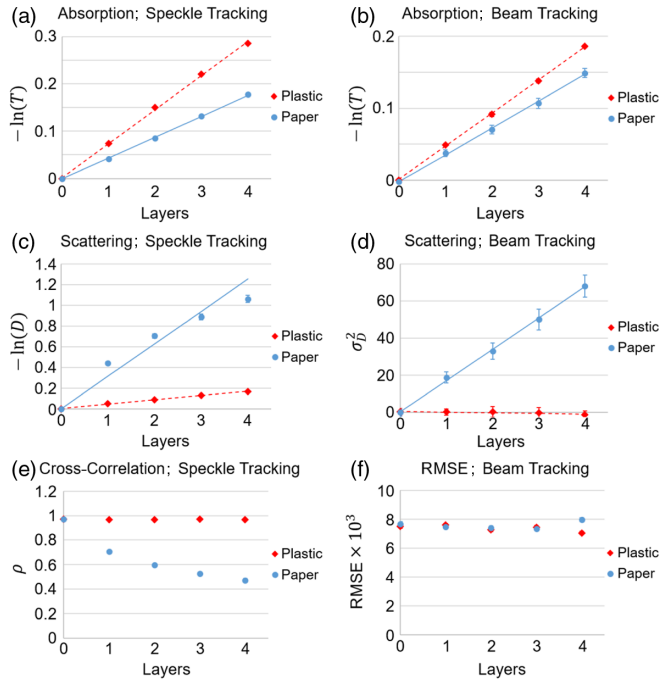 (a) Absorption; Speckle Tracking
0.3
0.2
0.1
0
− ln(T)
0 1 2 3 4
Layers
Plastic
Paper
(b) Absorption; Beam Tracking
0.2
0.1
0
− ln(T)
0 1 2 3 4
Layers
Plastic
Paper
(c) Scattering; Speckle Tracking
1.4
1.2
1
0.8
0.6
0.4
0.2
0
− ln(D)
0 1 2 3 4
Layers
Plastic
Paper
(d) Scattering; Beam Tracking
80
60
40
20
0
σ²_D
0 1 2 3 4
Layers
Plastic
Paper
(e) Cross-Correlation; Speckle Tracking
1.2
1
0.8
0.6
0.4
0.2
0
ρ
0 1 2 3 4
Layers
Plastic
Paper
(f) RMSE; Beam Tracking
10
8
6
4
2
0
RMSE × 10³
0 1 2 3 4
Layers
Plastic
Paper